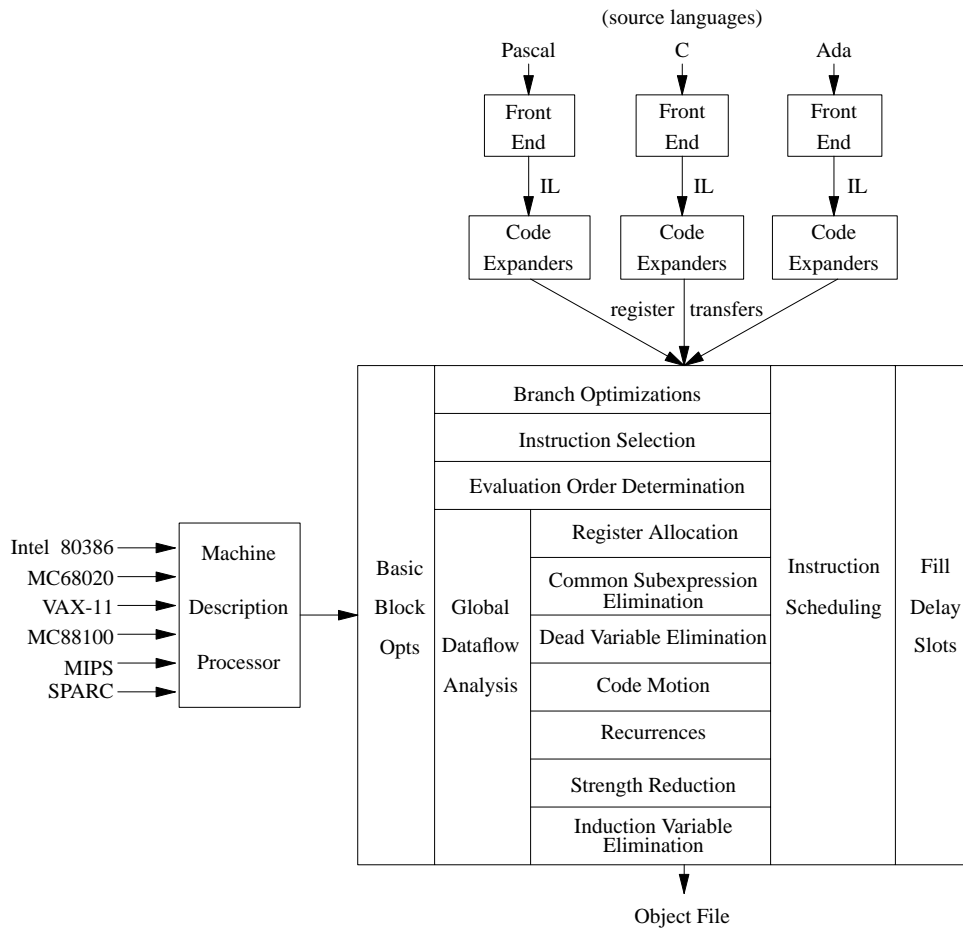 (source languages)
Pascal
C
Ada
Front
End
Front
End
Front
End
IL
IL
IL
Code
Expanders
Code
Expanders
Code
Expanders
register
transfers
Intel 80386
MC68020
VAX-11
MC88100
MIPS
SPARC
Machine
Description
Processor
Basic
Block
Opts
Branch Optimizations
Instruction Selection
Evaluation Order Determination
Global
Dataflow
Analysis
Register Allocation
Common Subexpression
Elimination
Dead Variable Elimination
Code Motion
Recurrences
Strength Reduction
Induction Variable
Elimination
Instruction
Scheduling
Fill
Delay
Slots
Object File